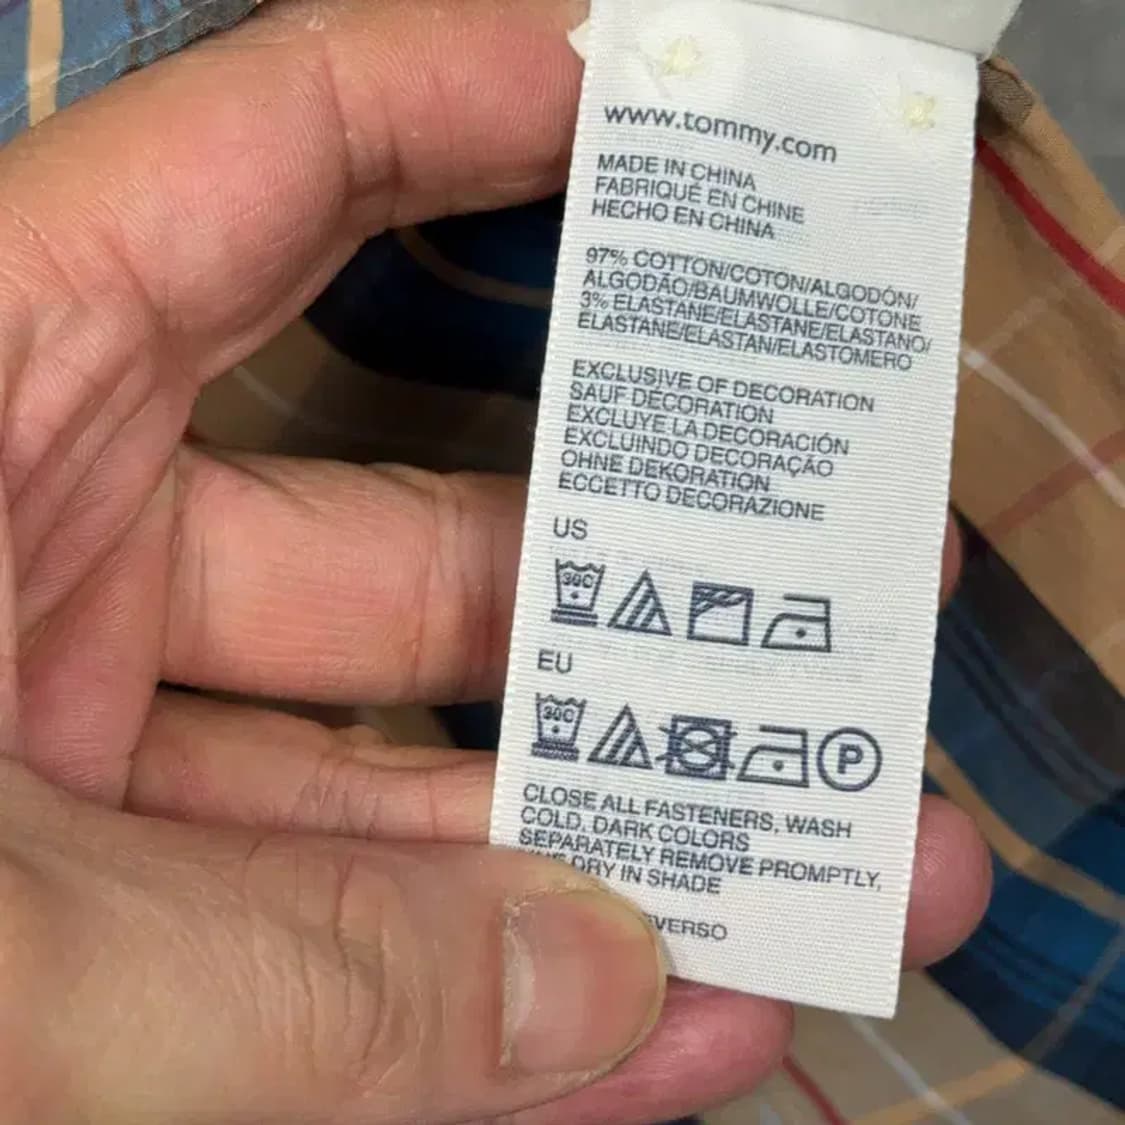 www.tommy.com
MADE IN CHINA
FABRIQUÉ EN CHINE
HECHO EN CHINA
97% COTTON/COTON/ALGODÓN/
ALGODÃO/BAUMWOLLE/COTONE
3% ELASTANE/ELASTANE/ELASTANO/
ELASTANE/ELASTAN/ELASTOMERO
EXCLUSIVE OF DECORATION
SAUF DÉCORATION
EXCLUYE LA DECORACIÓN
EXCLUINDO DECORAÇÃO
OHNE DEKORATION
ECCETTO DECORAZIONE
US
30C
EU
30C
P
CLOSE ALL FASTENERS, WASH
COLD, DARK COLORS
SEPARATELY REMOVE PROMPTLY,
DRY IN SHADE